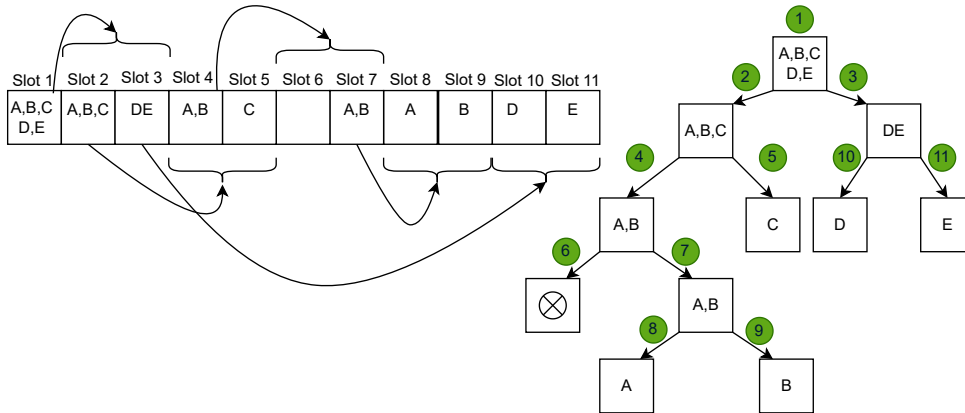 Slot 1 Slot 2 Slot 3 Slot 4 Slot 5 Slot 6 Slot 7 Slot 8 Slot 9 Slot 10 Slot 11
A,B,C
D,E
A,B,C
DE
A,B
C
A,B
A
B
D
E
1
A,B,C
D,E
2
3
A,B,C
DE
4
5
10
11
A,B
C
D
E
6
7
A,B
8
9
A
B